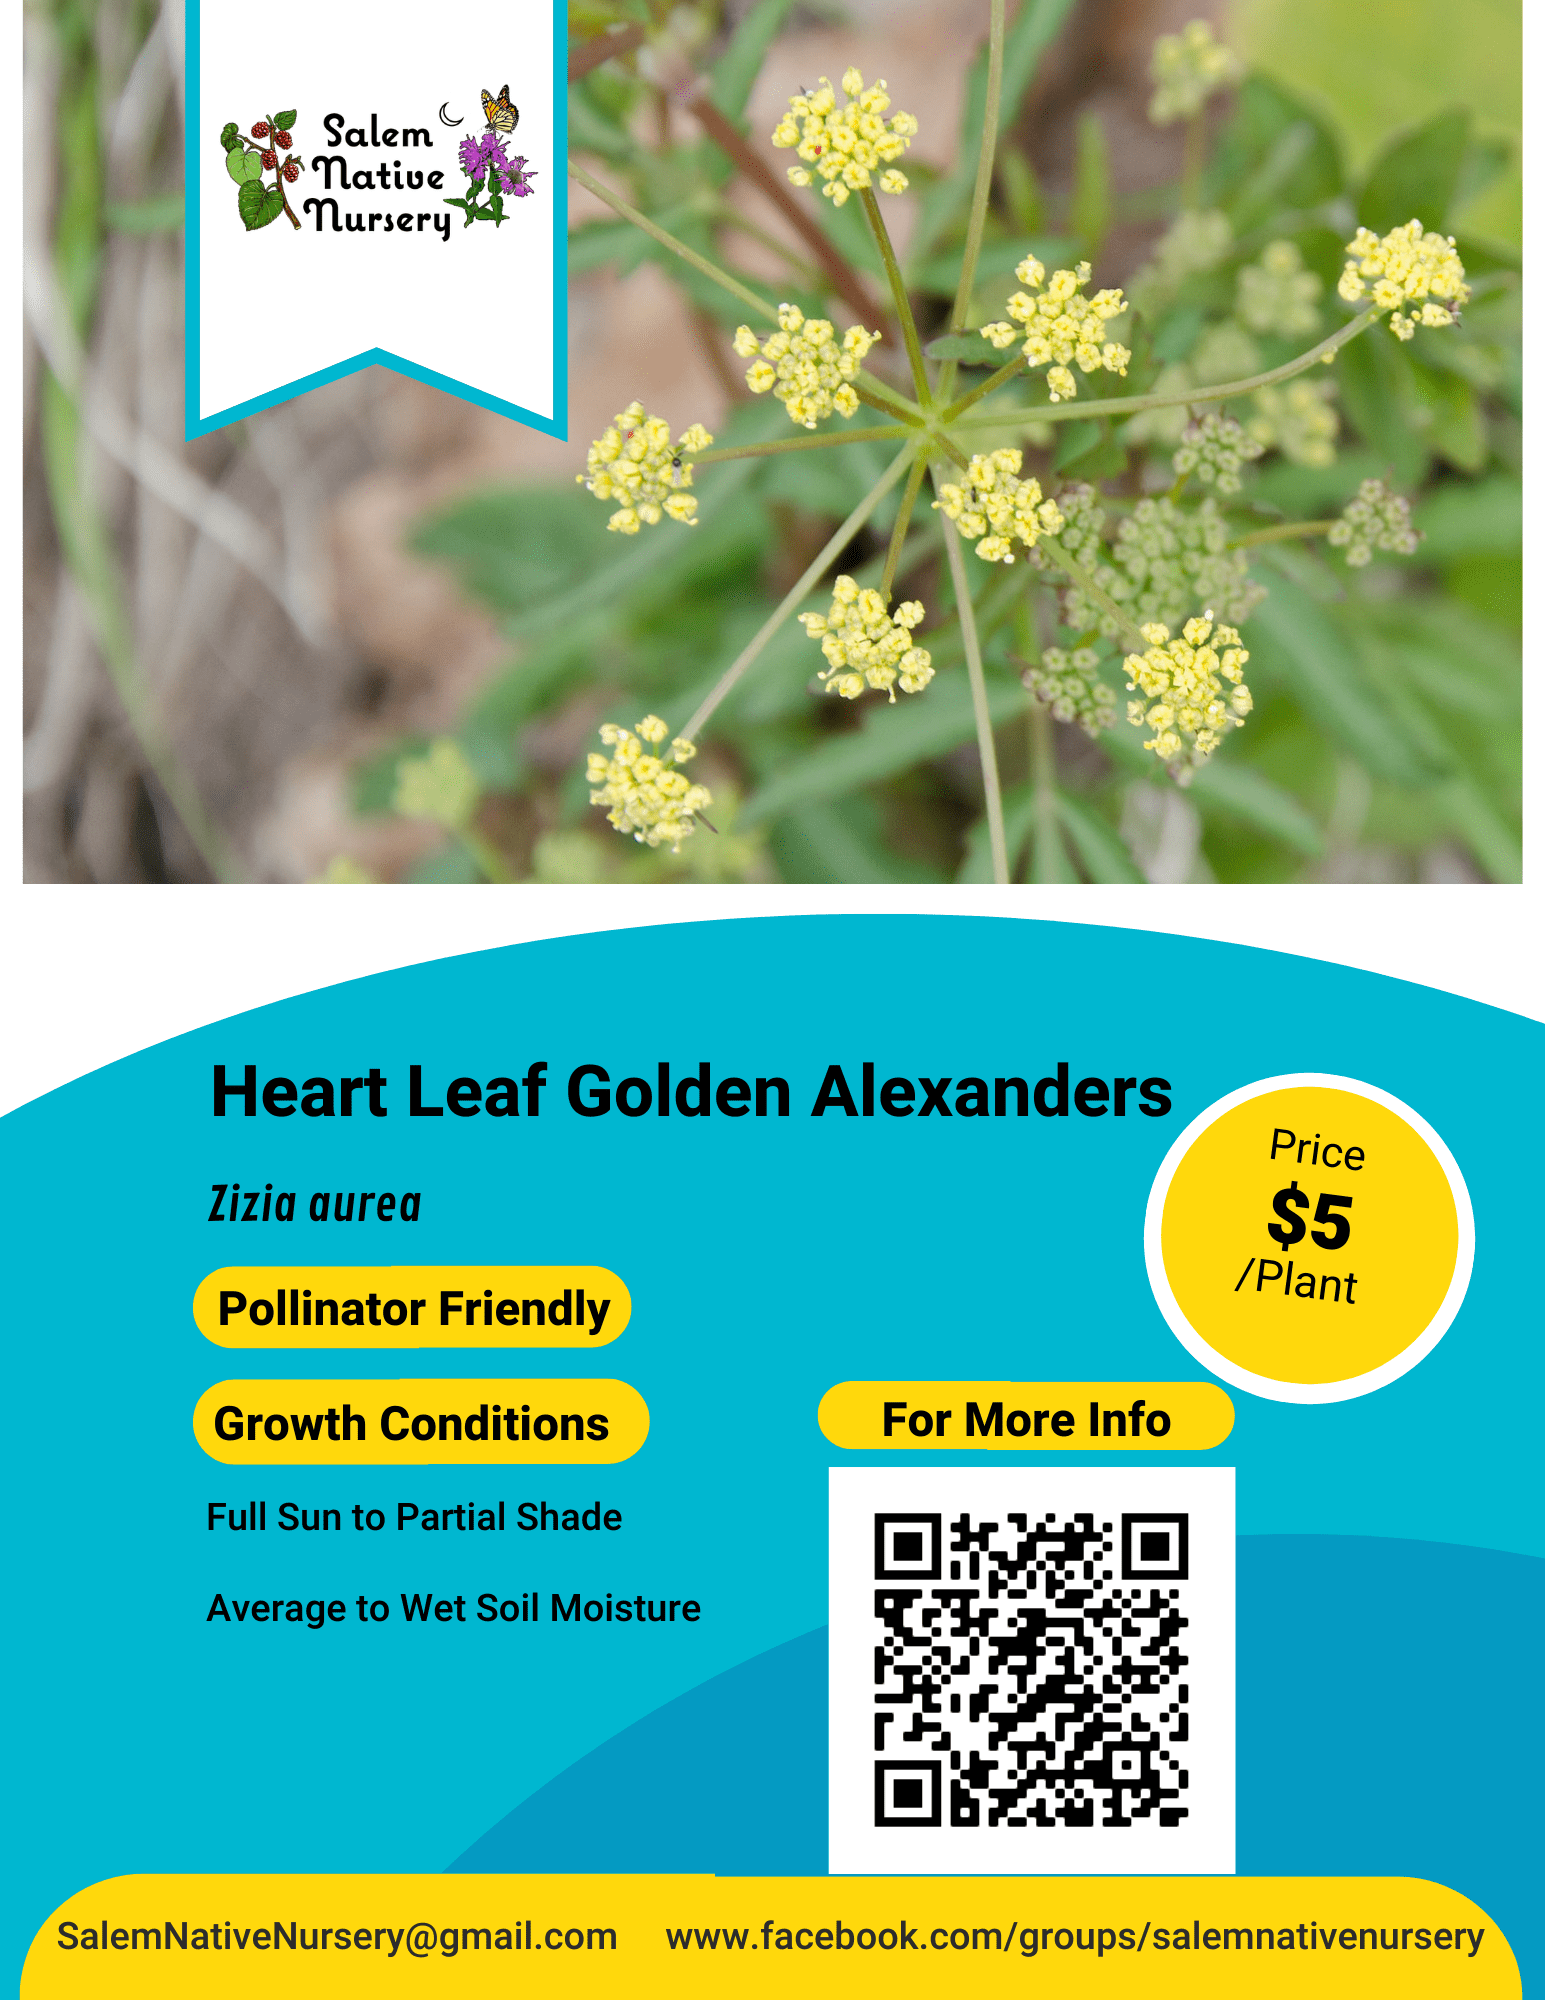 Salem
Native
Nursery
Heart Leaf Golden Alexanders
Zizia aurea
Price
$5
/Plant
Pollinator Friendly
Growth Conditions
For More Info
Full Sun to Partial Shade
Average to Wet Soil Moisture
SalemNativeNursery@gmail.com www.facebook.com/groups/salemnativenursery